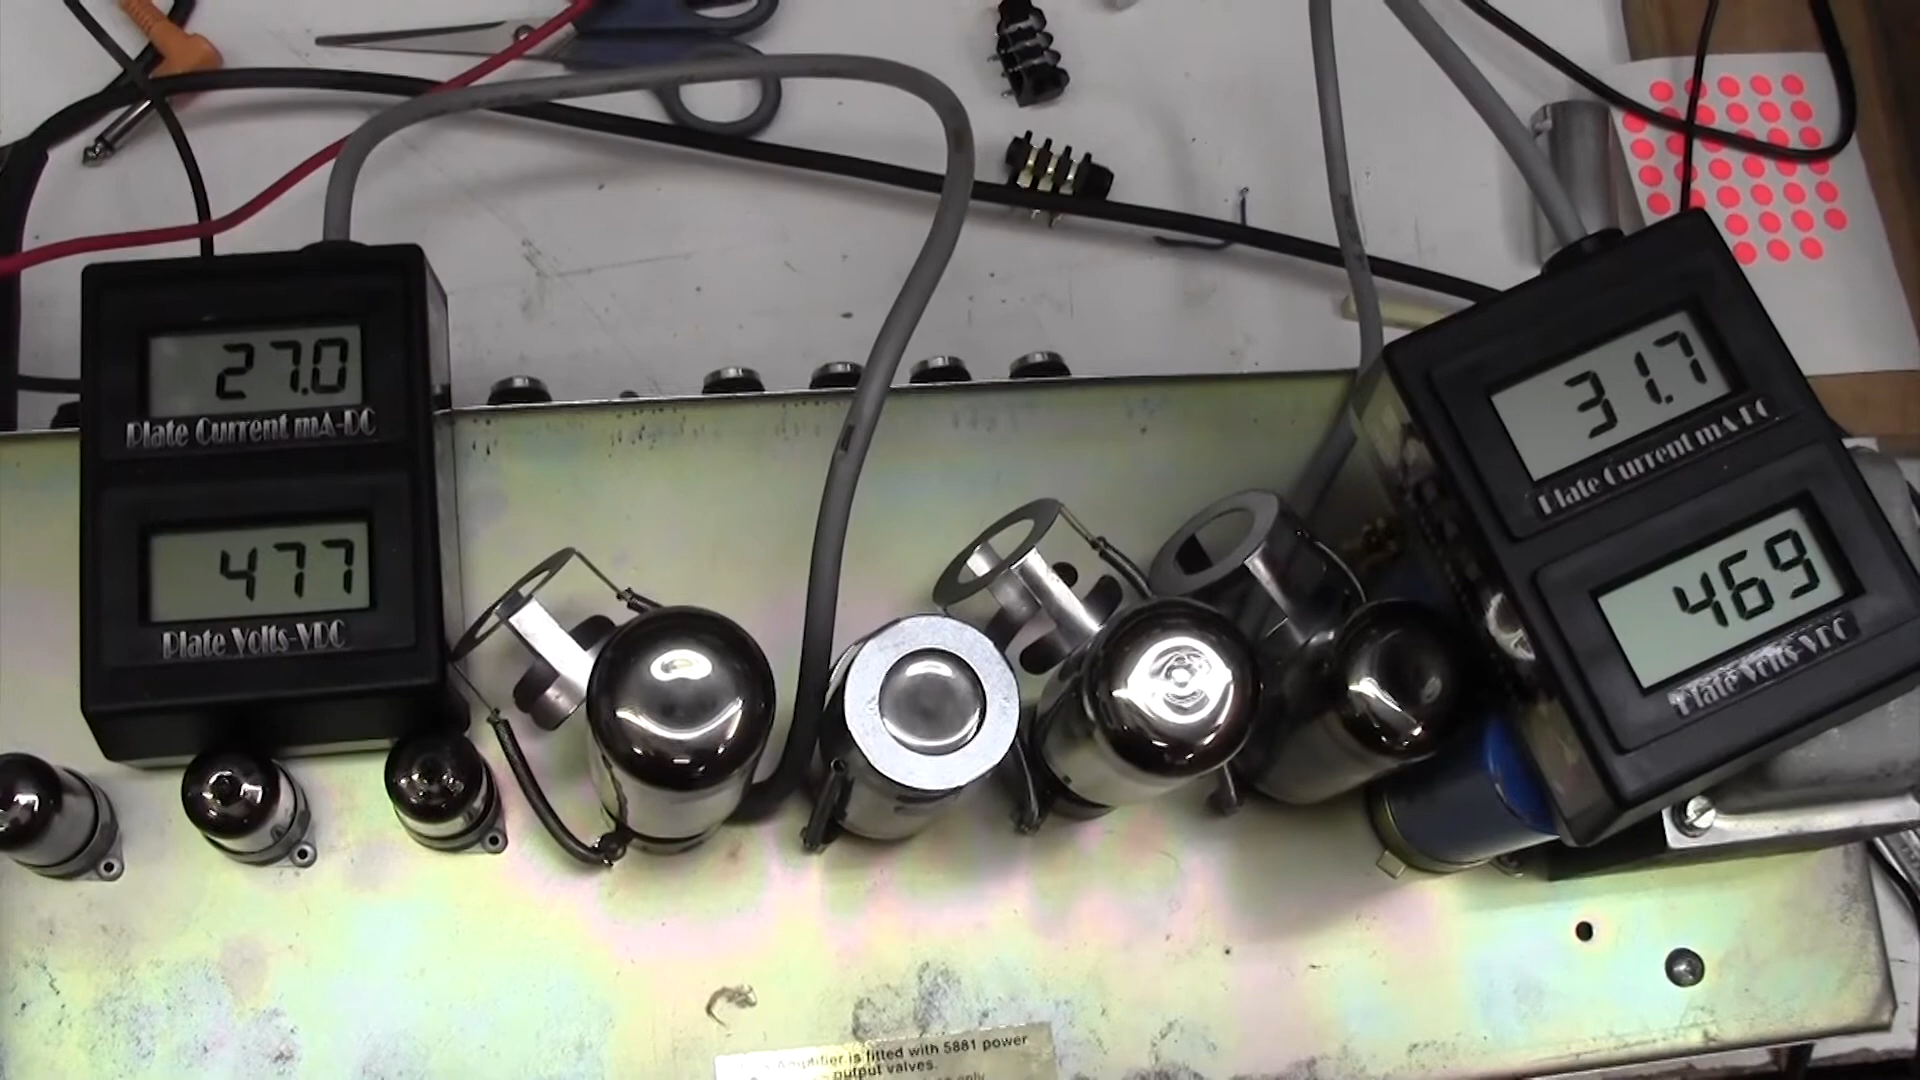 27.0
Plate Current mA-DC
477
Plate Volts-VDC
31.7
Plate Current mA-DC
469
Plate Volts-VDC
Amplifier is fitted with 5881 power
output valves.
only